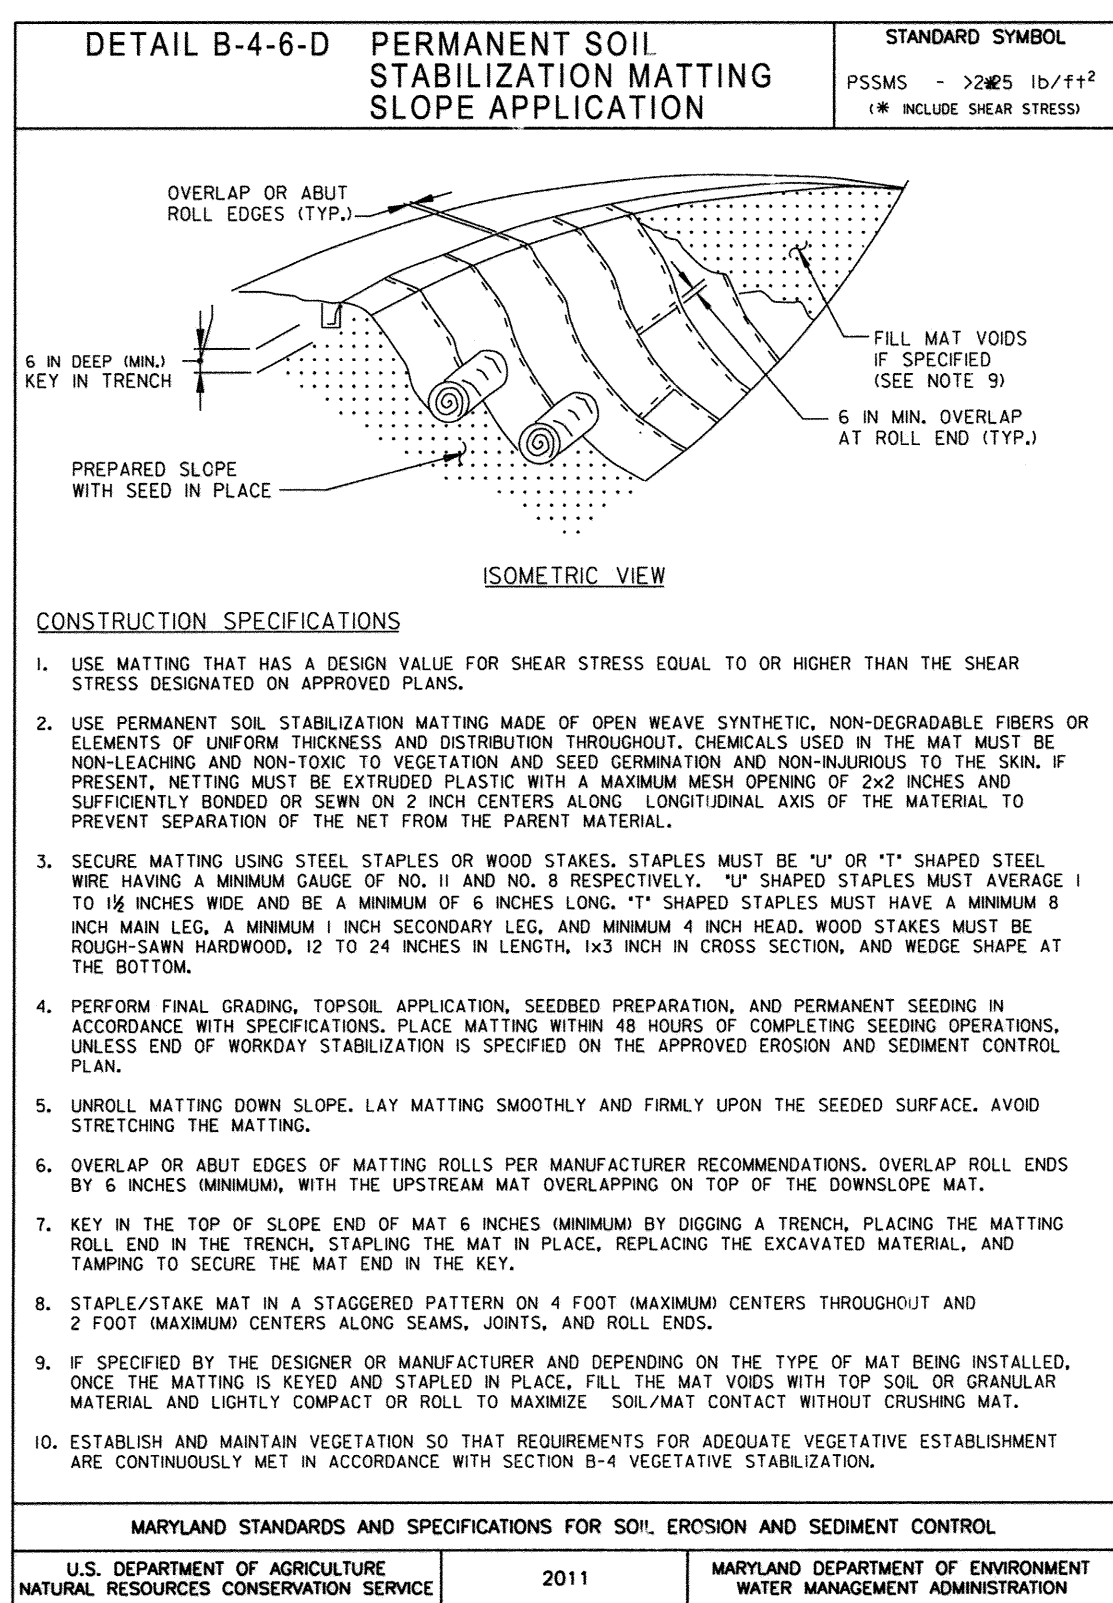 DETAIL B-4-6-D PERMANENT SOIL
STABILIZATION MATTING
SLOPE APPLICATION
STANDARD SYMBOL
PSSMS - lb/ft²
(* INCLUDE SHEAR STRESS)
OVERLAP OR ABUT
ROLL EDGES (TYP.)
6 IN DEEP (MIN.)
KEY IN TRENCH
PREPARED SLOPE
WITH SEED IN PLACE
FILL MAT VOIDS
IF SPECIFIED
(SEE NOTE 9)
6 IN MIN. OVERLAP
AT ROLL END (TYP.)
ISOMETRIC VIEW
CONSTRUCTION SPECIFICATIONS
1. USE MATTING THAT HAS A DESIGN VALUE FOR SHEAR STRESS EQUAL TO OR HIGHER THAN THE SHEAR
STRESS DESIGNATED ON APPROVED PLANS.
2. USE PERMANENT SOIL STABILIZATION MATTING MADE OF OPEN WEAVE SYNTHETIC, NON-DEGRADABLE FIBERS OR
ELEMENTS OF UNIFORM THICKNESS AND DISTRIBUTION THROUGHOUT. CHEMICALS USED IN THE MAT MUST BE
NON-LEACHING AND NON-TOXIC TO VEGETATION AND SEED GERMINATION AND NON-INJURIOUS TO THE SKIN. IF
PRESENT, NETTING MUST BE EXTRUDED PLASTIC WITH A MAXIMUM MESH OPENING OF 2x2 INCHES AND
SUFFICIENTLY BONDED OR SEWN ON 2 INCH CENTERS ALONG LONGITUDINAL AXIS OF THE MATERIAL TO
PREVENT SEPARATION OF THE NET FROM THE PARENT MATERIAL.
3. SECURE MATTING USING STEEL STAPLES OR WOOD STAKES. STAPLES MUST BE "U" OR "T" SHAPED STEEL
WIRE HAVING A MINIMUM GAUGE OF NO. 11 AND NO. 8 RESPECTIVELY. "U" SHAPED STAPLES MUST AVERAGE 1
TO 1½ INCHES WIDE AND BE A MINIMUM OF 6 INCHES LONG. "T" SHAPED STAPLES MUST HAVE A MINIMUM 8
INCH MAIN LEG, A MINIMUM 1 INCH SECONDARY LEG, AND MINIMUM 4 INCH HEAD. WOOD STAKES MUST BE
ROUGH-SAWN HARDWOOD, 12 TO 24 INCHES IN LENGTH, 1x3 INCH IN CROSS SECTION, AND WEDGE SHAPE AT
THE BOTTOM.
4. PERFORM FINAL GRADING, TOPSOIL APPLICATION, SEEDBED PREPARATION, AND PERMANENT SEEDING IN
ACCORDANCE WITH SPECIFICATIONS. PLACE MATTING WITHIN 48 HOURS OF COMPLETING SEEDING OPERATIONS,
UNLESS END OF WORKDAY STABILIZATION IS SPECIFIED ON THE APPROVED EROSION AND SEDIMENT CONTROL
PLAN.
5. UNROLL MATTING DOWN SLOPE. LAY MATTING SMOOTHLY AND FIRMLY UPON THE SEEDED SURFACE. AVOID
STRETCHING THE MATTING.
6. OVERLAP OR ABUT EDGES OF MATTING ROLLS PER MANUFACTURER RECOMMENDATIONS. OVERLAP ROLL ENDS
BY 6 INCHES (MINIMUM), WITH THE UPSTREAM MAT OVERLAPPING ON TOP OF THE DOWNSLOPE MAT.
7. KEY IN THE TOP OF SLOPE END OF MAT 6 INCHES (MINIMUM) BY DIGGING A TRENCH, PLACING THE MATTING
ROLL END IN THE TRENCH, STAPLING THE MAT IN PLACE, REPLACING THE EXCAVATED MATERIAL, AND
TAMPING TO SECURE THE MAT END IN THE KEY.
8. STAPLE/STAKE MAT IN A STAGGERED PATTERN ON 4 FOOT (MAXIMUM) CENTERS THROUGHOUT AND
2 FOOT (MAXIMUM) CENTERS ALONG SEAMS, JOINTS, AND ROLL ENDS.
9. IF SPECIFIED BY THE DESIGNER OR MANUFACTURER AND DEPENDING ON THE TYPE OF MAT BEING INSTALLED,
ONCE THE MATTING IS KEYED AND STAPLED IN PLACE, FILL THE MAT VOIDS WITH TOP SOIL OR GRANULAR
MATERIAL AND LIGHTLY COMPACT OR ROLL TO MAXIMIZE SOIL/MAT CONTACT WITHOUT CRUSHING MAT.
10. ESTABLISH AND MAINTAIN VEGETATION SO THAT REQUIREMENTS FOR ADEQUATE VEGETATIVE ESTABLISHMENT
ARE CONTINUOUSLY MET IN ACCORDANCE WITH SECTION B-4 VEGETATIVE STABILIZATION.
MARYLAND STANDARDS AND SPECIFICATIONS FOR SOIL EROSION AND SEDIMENT CONTROL
U.S. DEPARTMENT OF AGRICULTURE
NATURAL RESOURCES CONSERVATION SERVICE
2011
MARYLAND DEPARTMENT OF ENVIRONMENT
WATER MANAGEMENT ADMINISTRATION